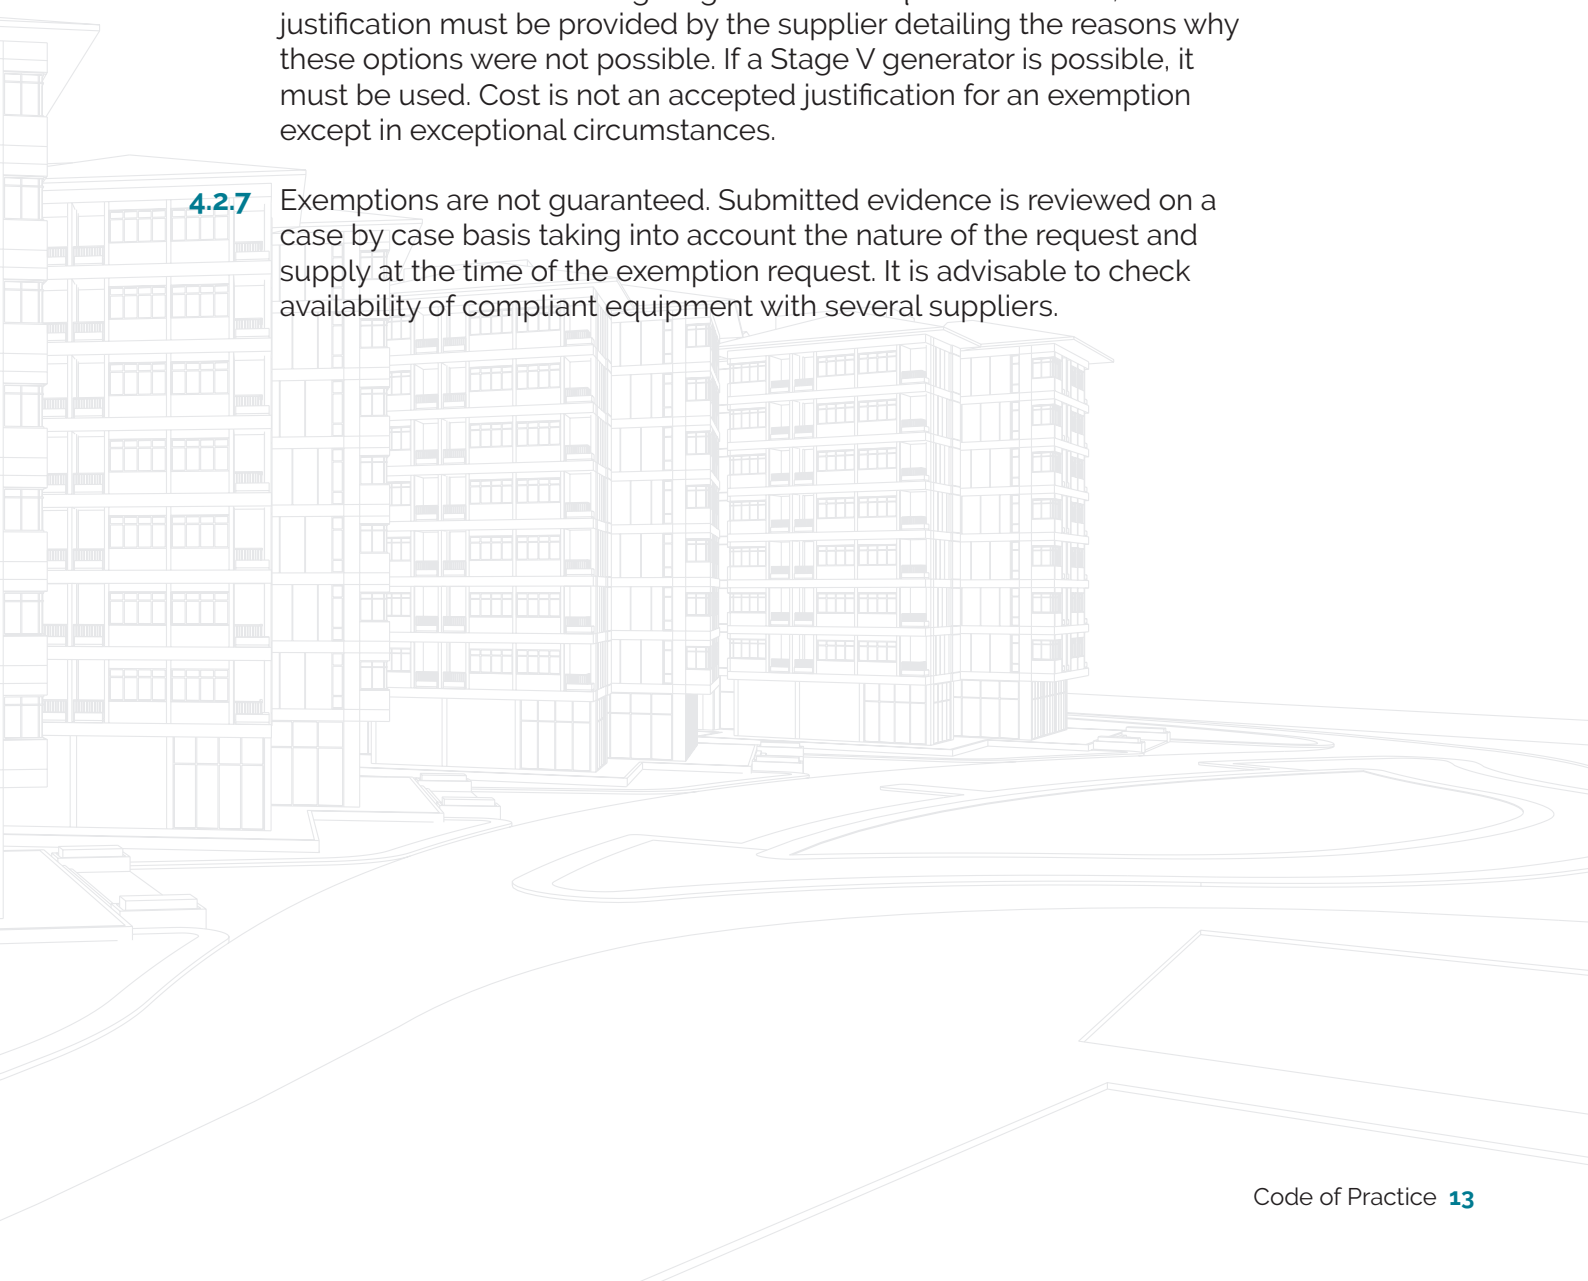 justification must be provided by the supplier detailing the reasons why
these options were not possible. If a Stage V generator is possible, it
must be used. Cost is not an accepted justification for an exemption
except in exceptional circumstances.
4.2.7 Exemptions are not guaranteed. Submitted evidence is reviewed on a
case by case basis taking into account the nature of the request and
supply at the time of the exemption request. It is advisable to check
availability of compliant equipment with several suppliers.
Code of Practice 13